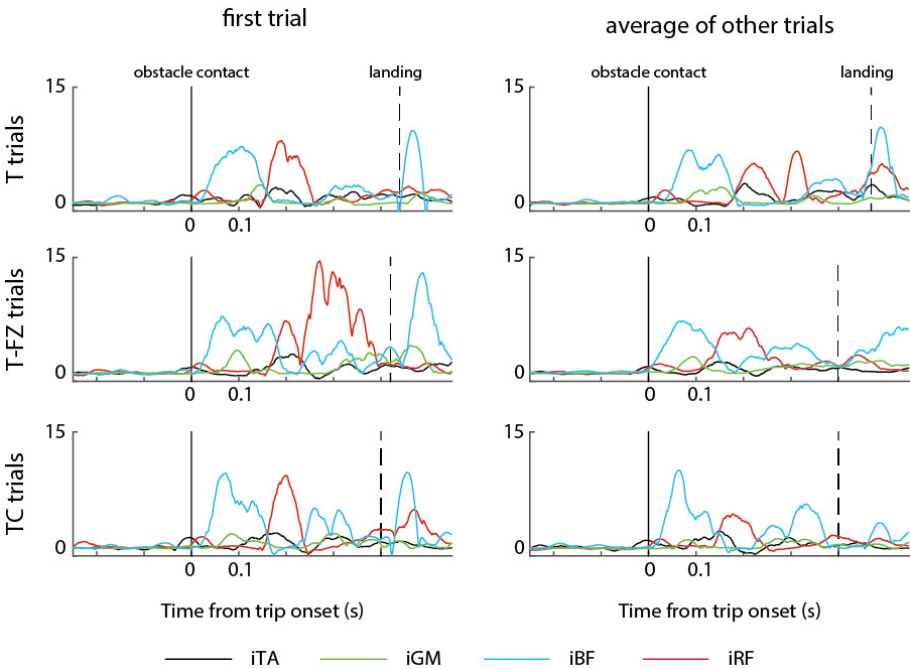 first trial
average of other trials
obstacle contact
landing
obstacle contact
landing
T trials
15
0
0
0.1
15
0
0
0.1
T-FZ trials
15
0
0
0.1
15
0
0
0.1
TC trials
15
0
0
0.1
15
0
0
0.1
Time from trip onset (s)
Time from trip onset (s)
iTA
iGM
iBF
iRF